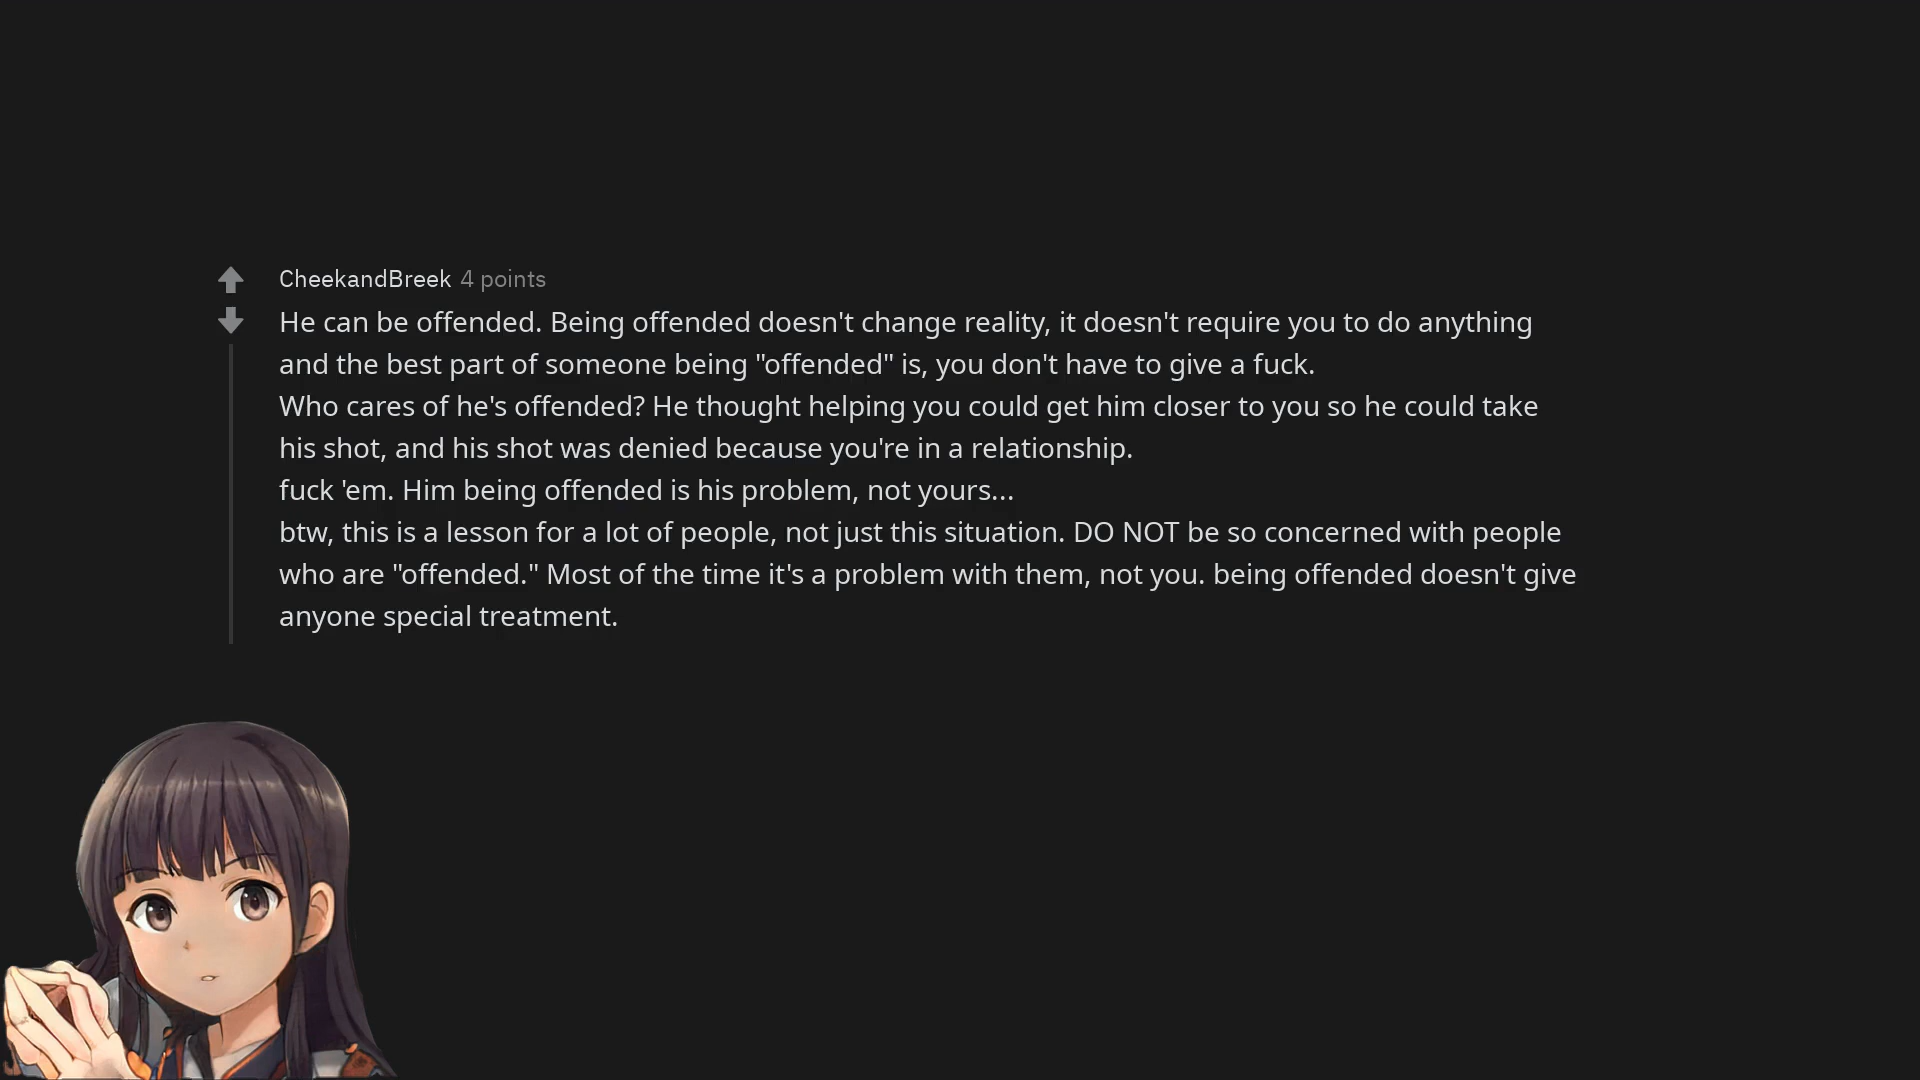 CheekandBreek 4 points
He can be offended. Being offended doesn't change reality, it doesn't require you to do anything
and the best part of someone being "offended" is, you don't have to give a fuck.
Who cares of he's offended? He thought helping you could get him closer to you so he could take
his shot, and his shot was denied because you're in a relationship.
fuck 'em. Him being offended is his problem, not yours...
btw, this is a lesson for a lot of people, not just this situation. DO NOT be so concerned with people
who are "offended." Most of the time it's a problem with them, not you. being offended doesn't give
anyone special treatment.